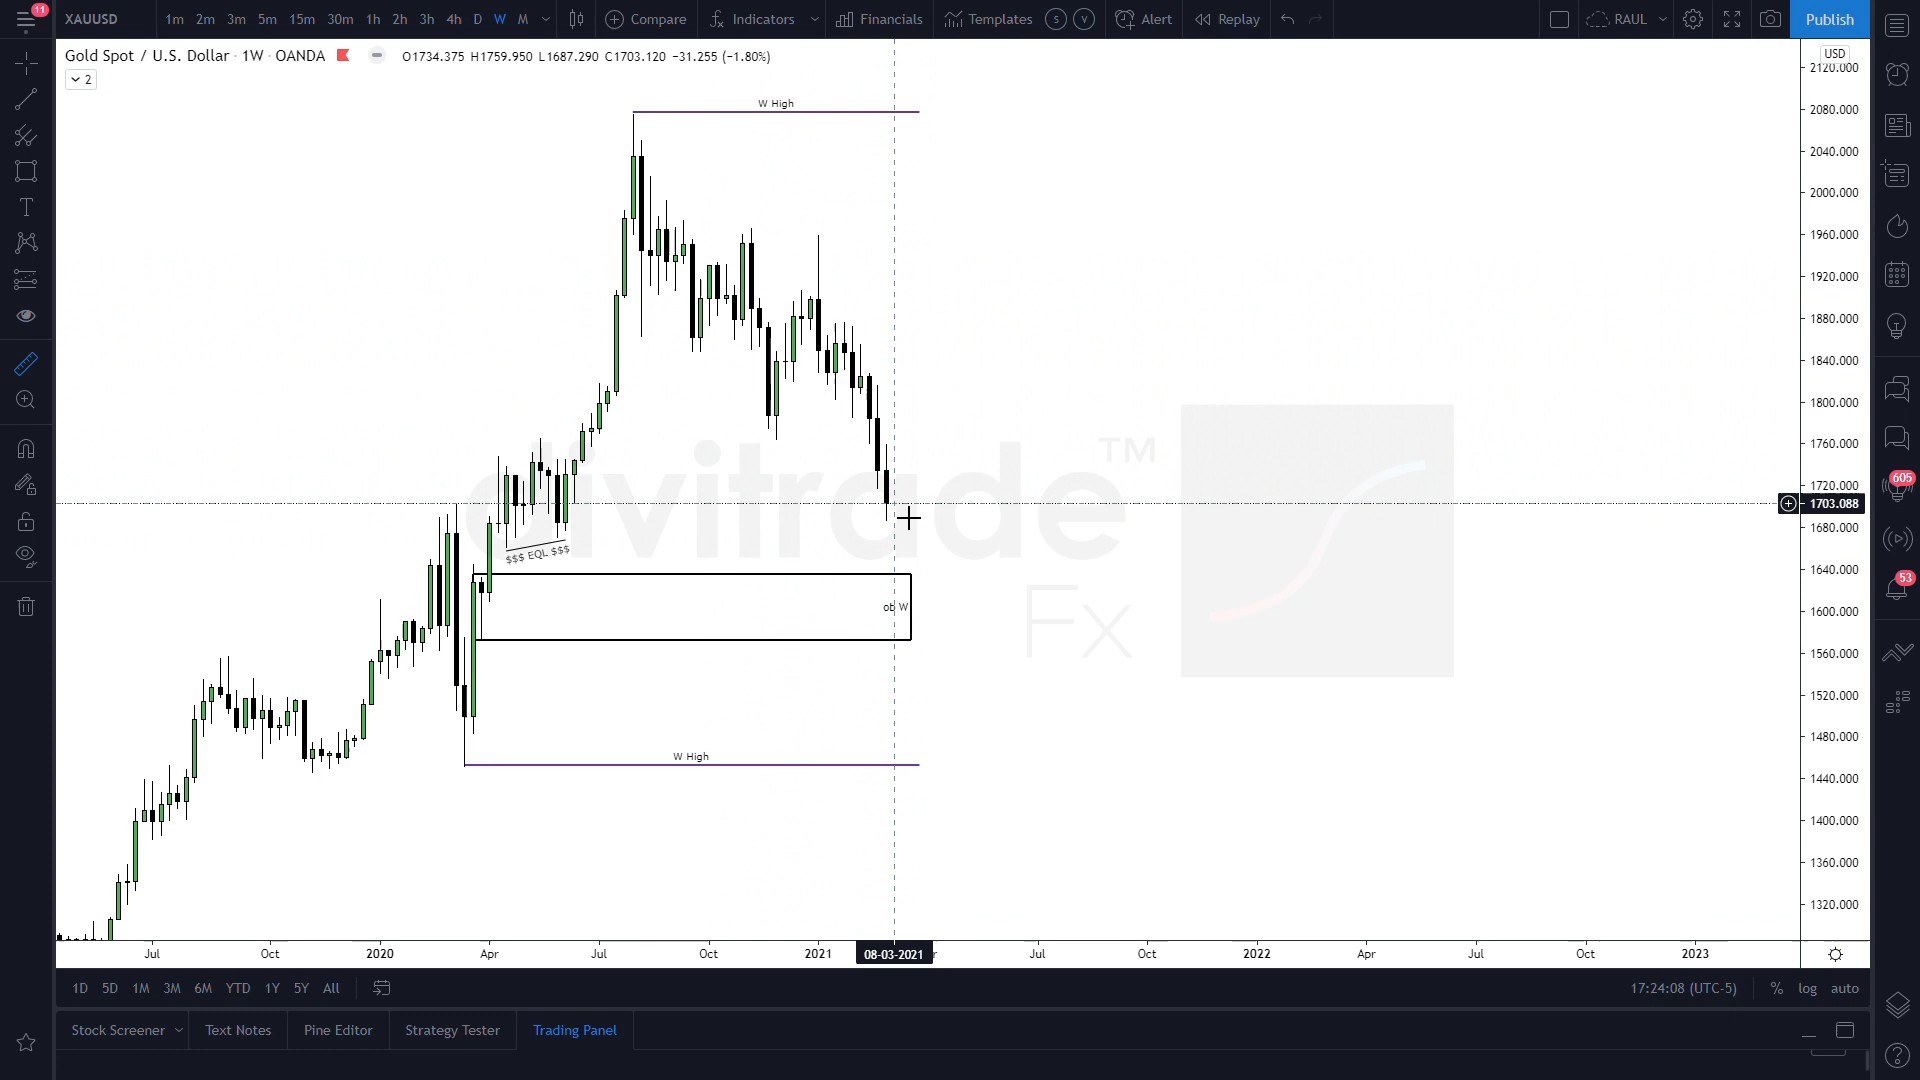 11
XAUUSD 1m 2m 3m 5m 15m 30m 1h 2h 3h 4h D W M Compare Indicators Financials Templates S V Alert Replay RAUL Publish
Gold Spot / U.S. Dollar · 1W · OANDA O1734.375 H1759.950 L1687.290 C1703.120 −31.255 (−1.80%)
2
USD
2120.000
W High
2080.000
2040.000
2000.000
1960.000
1920.000
1880.000
1840.000
1800.000
1760.000
divitrade™
Fx
1720.000
1703.088
605
1680.000
$$$ EQL $$$
1640.000
53
ob W
1600.000
1560.000
1520.000
1480.000
W High
1440.000
1400.000
1360.000
1320.000
Jul Oct 2020 Apr Jul Oct 2021 08-03-2021 Jul Oct 2022 Apr Jul Oct 2023
1D 5D 1M 3M 6M YTD 1Y 5Y All 17:24:08 (UTC-5) % log auto
Stock Screener Text Notes Pine Editor Strategy Tester Trading Panel